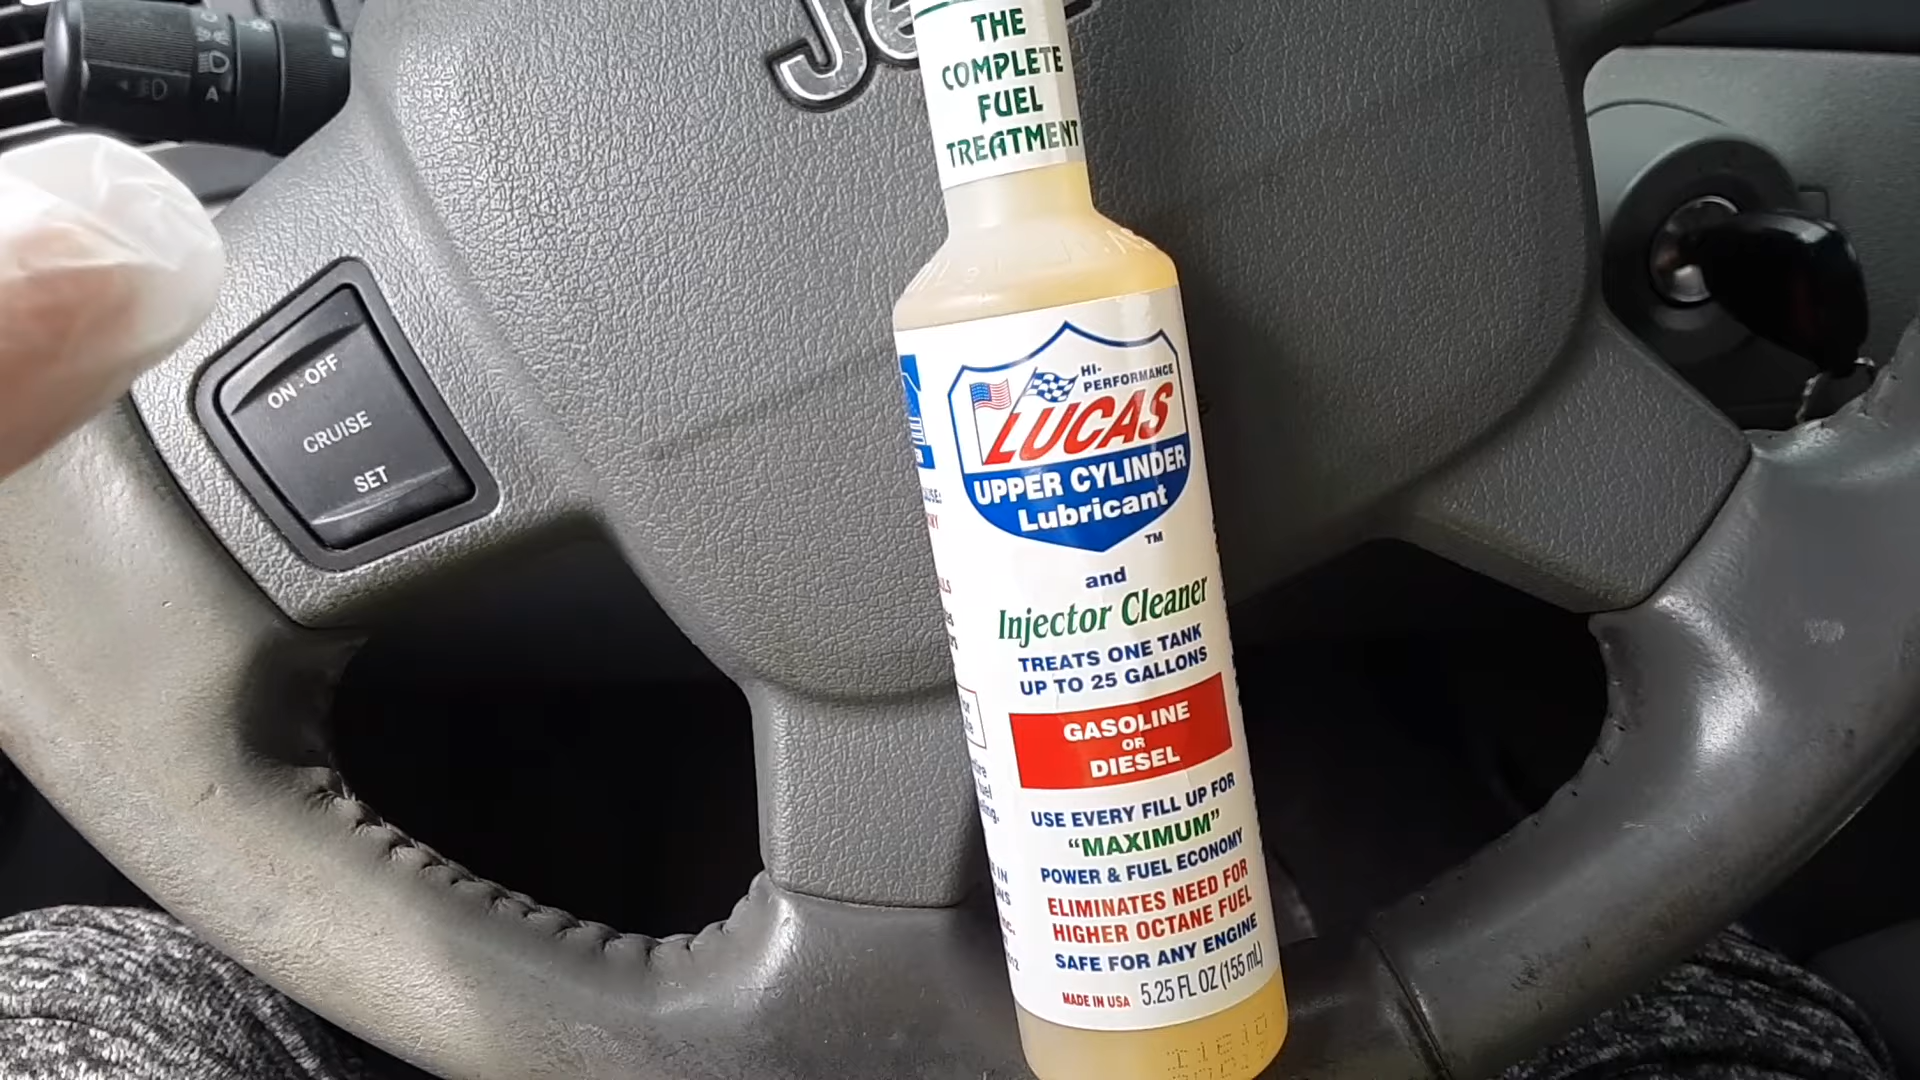 THE
COMPLETE
FUEL
TREATMENT
ON·OFF
CRUISE
SET
HI-
PERFORMANCE
LUCAS
UPPER CYLINDER
Lubricant
TM
and
Injector Cleaner
TREATS ONE TANK
UP TO 25 GALLONS
GASOLINE
OR
DIESEL
USE EVERY FILL UP FOR
"MAXIMUM"
POWER & FUEL ECONOMY
ELIMINATES NEED FOR
HIGHER OCTANE FUEL
SAFE FOR ANY ENGINE
MADE IN USA 5.25 FL OZ (155 mL)